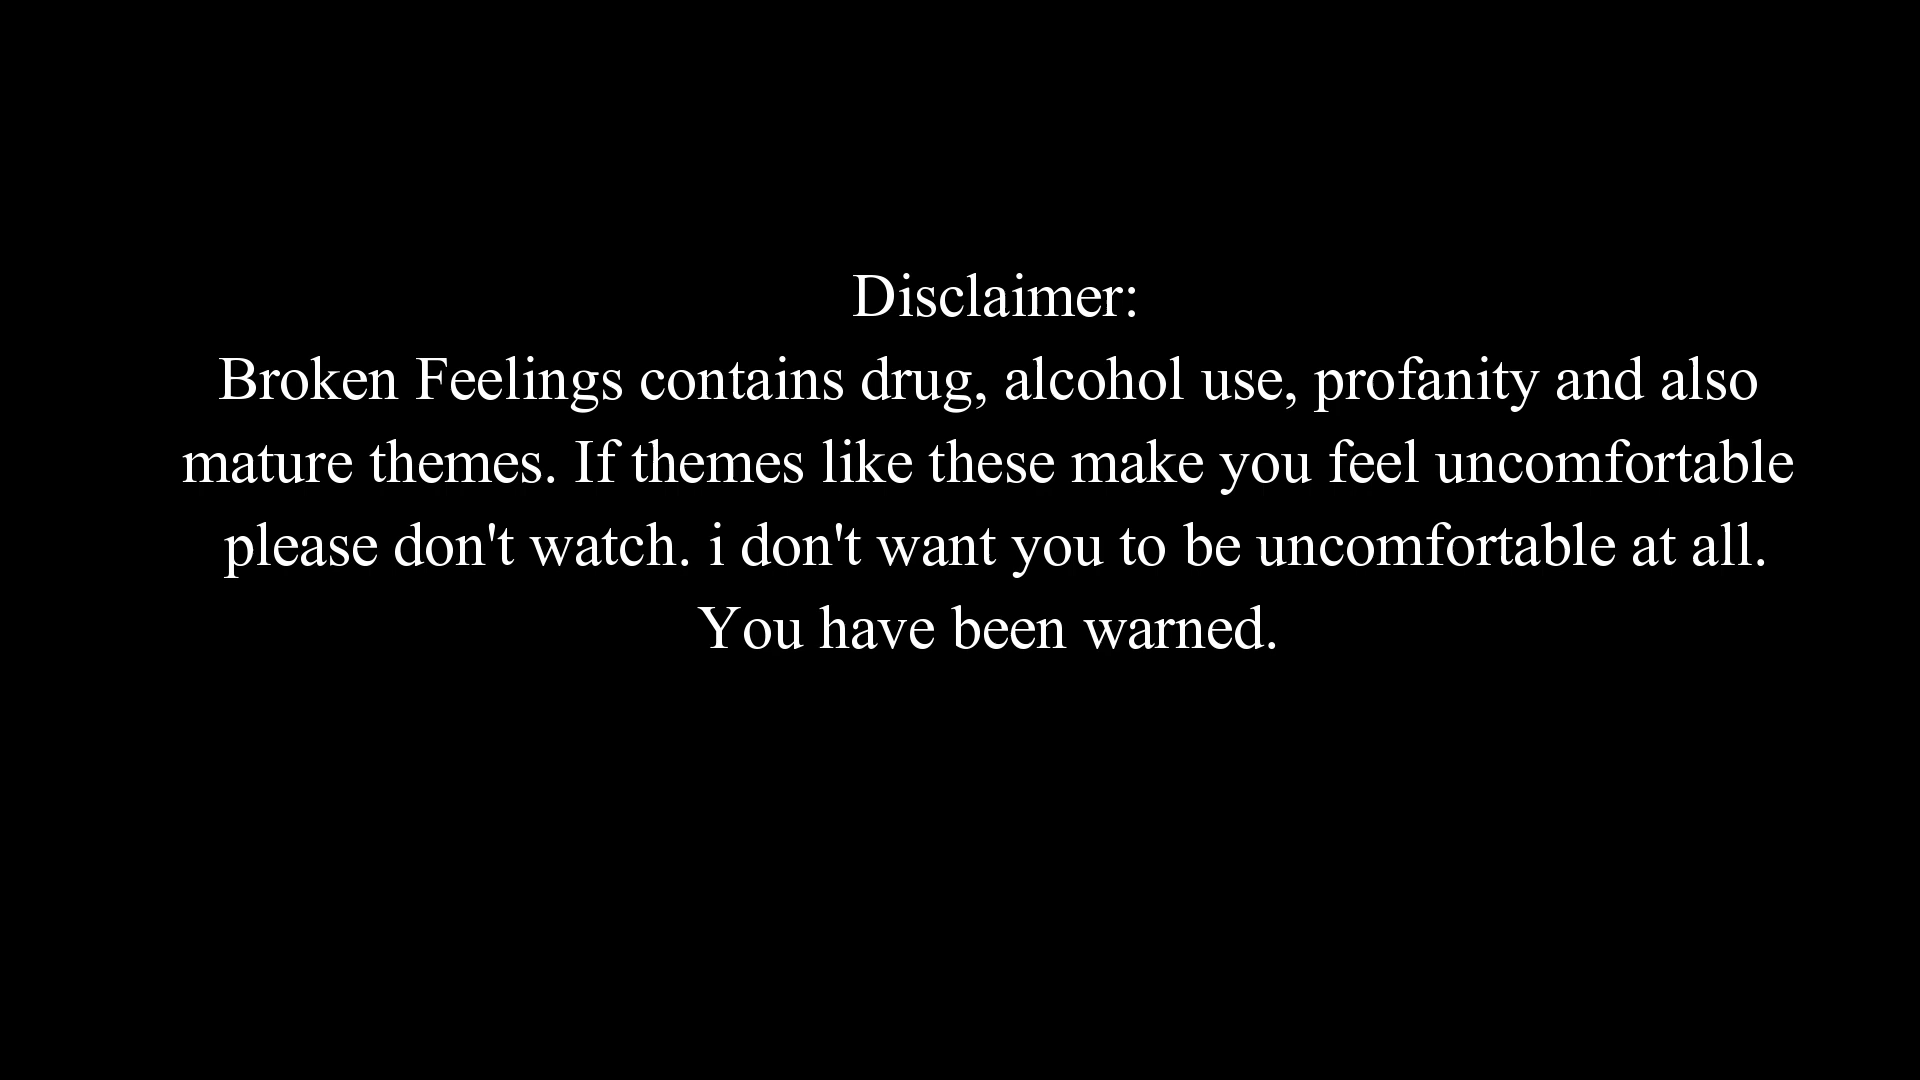 Disclaimer:
Broken Feelings contains drug, alcohol use, profanity and also
mature themes. If themes like these make you feel uncomfortable
please don't watch. i don't want you to be uncomfortable at all.
You have been warned.